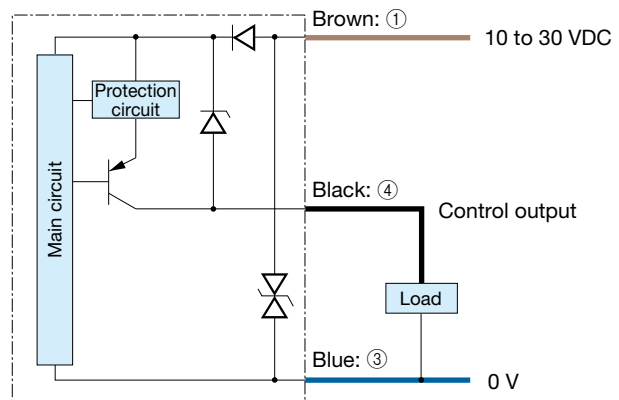 Brown: ①
10 to 30 VDC
Protection
circuit
Main circuit
Black: ④
Control output
Load
Blue: ③
0 V